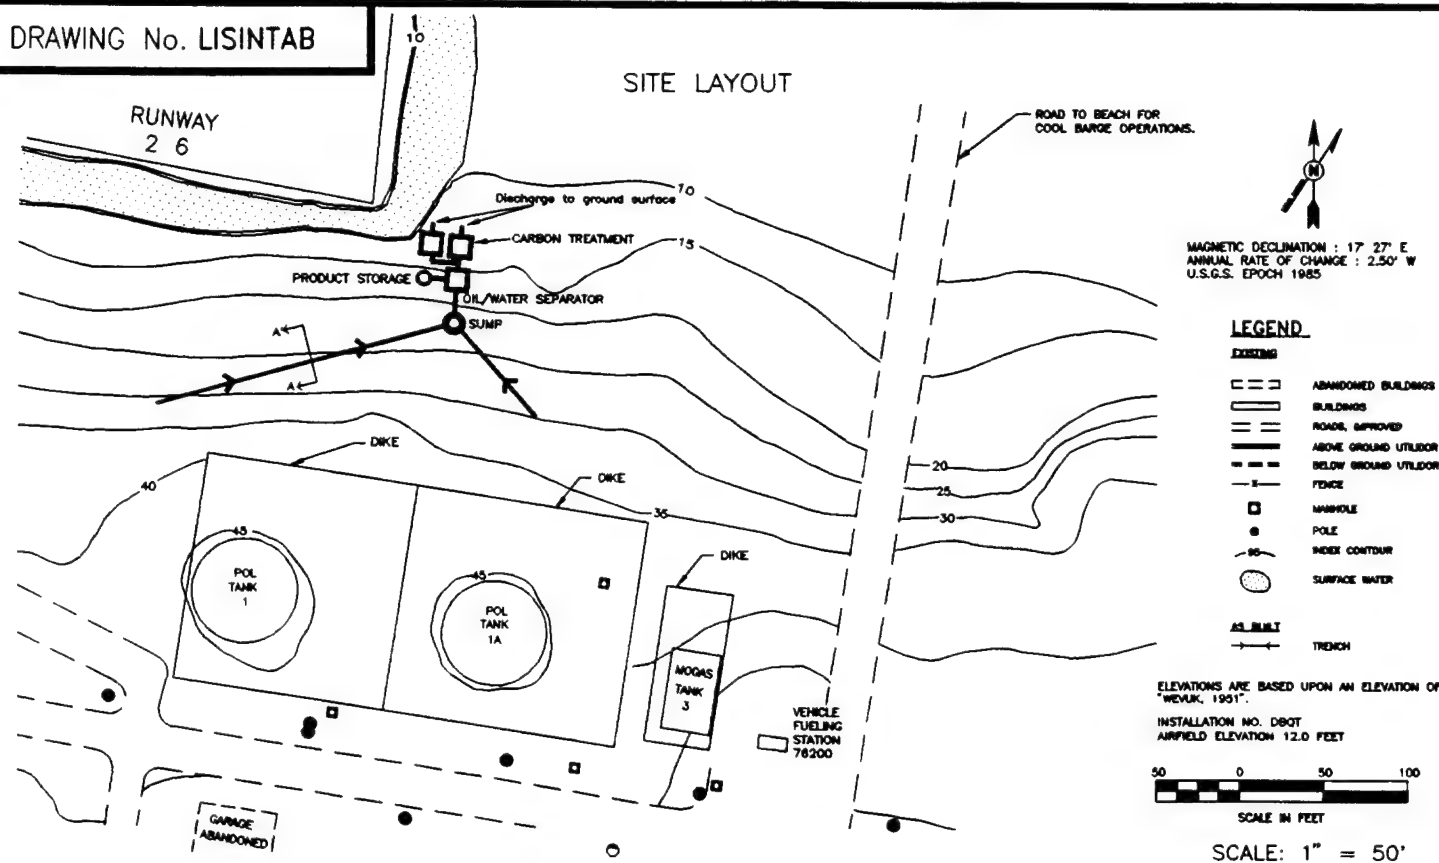 DRAWING No. LISINTAB
SITE LAYOUT
RUNWAY
2 6
10
ROAD TO BEACH FOR
COOL BARGE OPERATIONS.
N
MAGNETIC DECLINATION : 17° 27' E
ANNUAL RATE OF CHANGE : 2.50' W
U.S.G.S. EPOCH 1985
10
Discharge to ground surface
15
CARBON TREATMENT
PRODUCT STORAGE
OIL/WATER SEPARATOR
SUMP
A
A
LEGEND
EXISTING
ABANDONED BUILDINGS
BUILDINGS
ROADS, IMPROVED
ABOVE GROUND UTILIDOR
BELOW GROUND UTILIDOR
X
FENCE
MANHOLE
POLE
95
INDEX CONTOUR
SURFACE WATER
AS BUILT
TRENCH
DIKE
DIKE
DIKE
20
25
30
35
40
45
45
POL
TANK
1
POL
TANK
1A
MOGAS
TANK
3
VEHICLE
FUELING
STATION
76200
GARAGE
ABANDONED
ELEVATIONS ARE BASED UPON AN ELEVATION OF
"WEVUK, 1951".
INSTALLATION NO. DBOT
AIRFIELD ELEVATION 12.0 FEET
50 0 50 100
SCALE IN FEET
SCALE: 1" = 50'